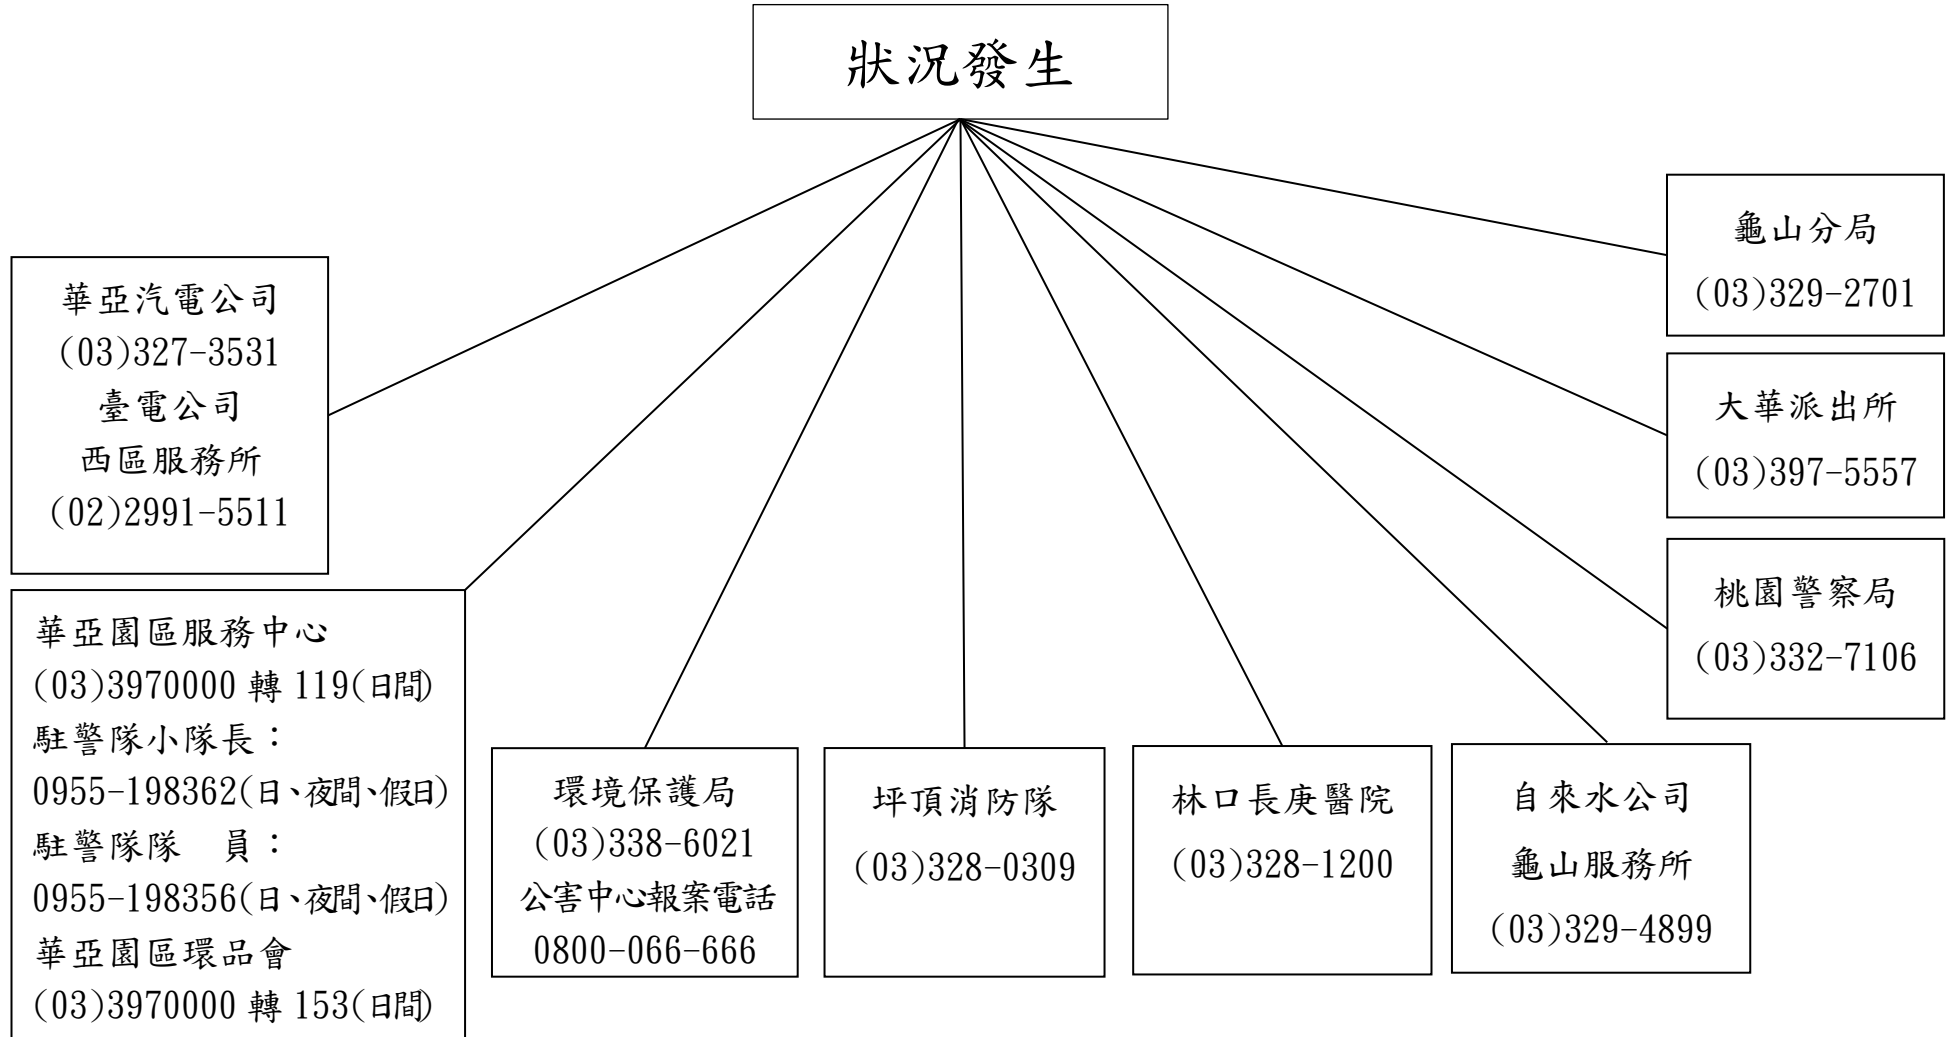 狀況發生
華亞汽電公司
(03)327-3531
臺電公司
西區服務所
(02)2991-5511
華亞園區服務中心
(03)3970000 轉 119(日間)
駐警隊小隊長：
0955-198362(日、夜間、假日)
駐警隊隊　員：
0955-198356(日、夜間、假日)
華亞園區環品會
(03)3970000 轉 153(日間)
環境保護局
(03)338-6021
公害中心報案電話
0800-066-666
坪頂消防隊
(03)328-0309
林口長庚醫院
(03)328-1200
自來水公司
龜山服務所
(03)329-4899
龜山分局
(03)329-2701
大華派出所
(03)397-5557
桃園警察局
(03)332-7106